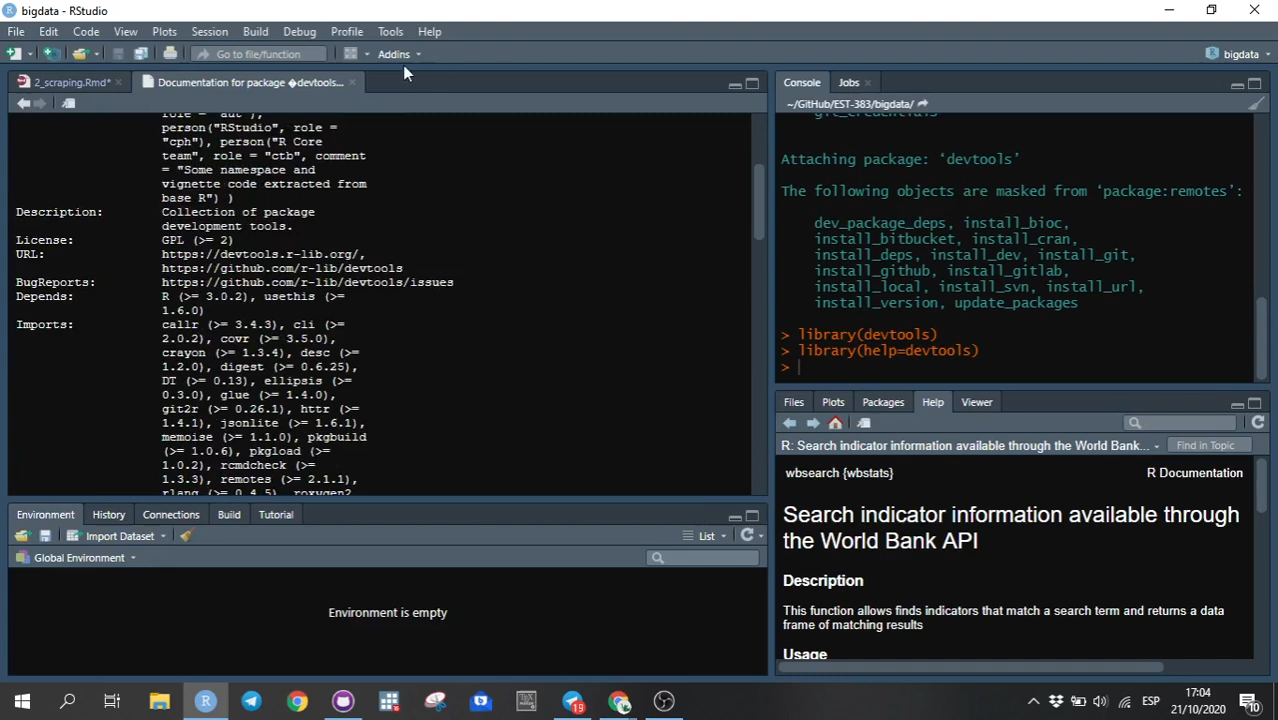 bigdata - RStudio
File Edit Code View Plots Session Build Debug Profile Tools Help
Go to file/function Addins bigdata
2_scraping.Rmd* Documentation for package �devtools...
person("RStudio", role =
"cph"), person("R Core
team", role = "ctb", comment
= "Some namespace and
vignette code extracted from
base R") )
Description: Collection of package
development tools.
License: GPL (>= 2)
URL: https://devtools.r-lib.org/,
https://github.com/r-lib/devtools
BugReports: https://github.com/r-lib/devtools/issues
Depends: R (>= 3.0.2), usethis (>=
1.6.0)
Imports: callr (>= 3.4.3), cli (>=
2.0.2), covr (>= 3.5.0),
crayon (>= 1.3.4), desc (>=
1.2.0), digest (>= 0.6.25),
DT (>= 0.13), ellipsis (>=
0.3.0), glue (>= 1.4.0),
git2r (>= 0.26.1), httr (>=
1.4.1), jsonlite (>= 1.6.1),
memoise (>= 1.1.0), pkgbuild
(>= 1.0.6), pkgload (>=
1.0.2), rcmdcheck (>=
1.3.3), remotes (>= 2.1.1),
rlang (>= 0.4.5), roxygen2
Environment History Connections Build Tutorial
Import Dataset List
Global Environment
Environment is empty
Console Jobs
~/GitHub/EST-383/bigdata/
git_credentials
Attaching package: ‘devtools’
The following objects are masked from ‘package:remotes’:
dev_package_deps, install_bioc,
install_bitbucket, install_cran,
install_deps, install_dev, install_git,
install_github, install_gitlab,
install_local, install_svn, install_url,
install_version, update_packages
> library(devtools)
> library(help=devtools)
>
Files Plots Packages Help Viewer
R: Search indicator information available through the World Bank... Find in Topic
wbsearch {wbstats} R Documentation
Search indicator information available through
the World Bank API
Description
This function allows finds indicators that match a search term and returns a data
frame of matching results
Usage
19
ESP
17:04
21/10/2020
10